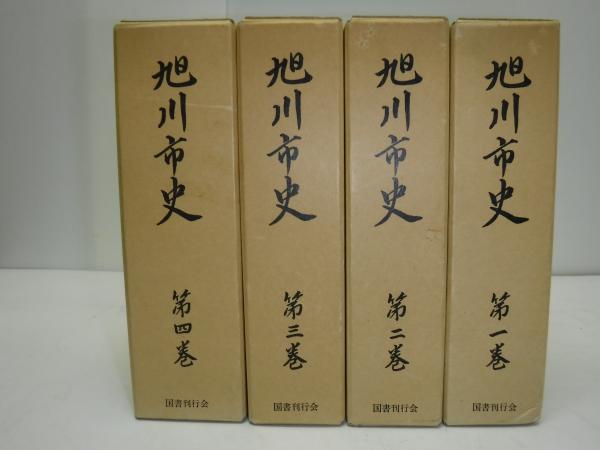 旭川市史
第四巻
国書刊行会
旭川市史
第三巻
国書刊行会
旭川市史
第二巻
国書刊行会
旭川市史
第一巻
国書刊行会